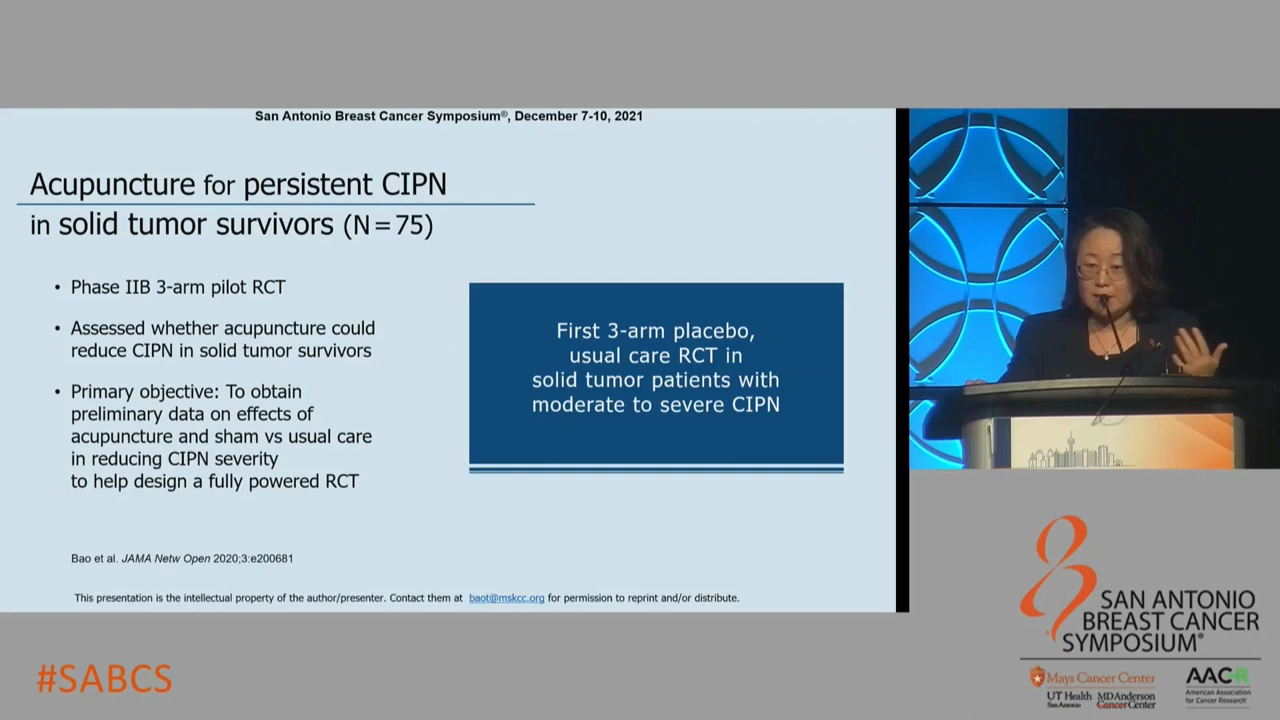 San Antonio Breast Cancer Symposium®, December 7-10, 2021
Acupuncture for persistent CIPN
in solid tumor survivors (N = 75)
• Phase IIB 3-arm pilot RCT
• Assessed whether acupuncture could
reduce CIPN in solid tumor survivors
• Primary objective: To obtain
preliminary data on effects of
acupuncture and sham vs usual care
in reducing CIPN severity
to help design a fully powered RCT
First 3-arm placebo,
usual care RCT in
solid tumor patients with
moderate to severe CIPN
Bao et al. JAMA Netw Open 2020;3:e200681
This presentation is the intellectual property of the author/presenter. Contact them at baot@mskcc.org for permission to reprint and/or distribute.
#SABCS
SAN ANTONIO
BREAST CANCER
SYMPOSIUM®
Mays Cancer Center
UT Health
San Antonio
MD Anderson
Cancer Center
AACR
American Association
for Cancer Research®